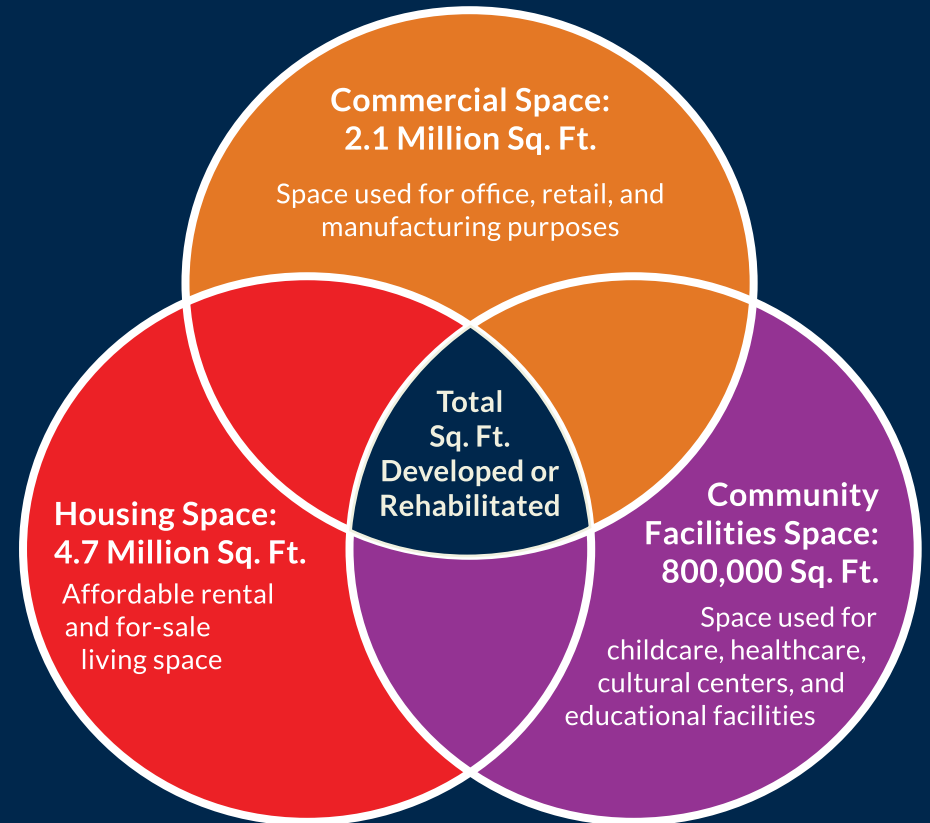 Commercial Space:
2.1 Million Sq. Ft.
Space used for office, retail, and
manufacturing purposes
Total
Sq. Ft.
Developed or
Rehabilitated
Housing Space:
4.7 Million Sq. Ft.
Affordable rental
and for-sale
living space
Community
Facilities Space:
800,000 Sq. Ft.
Space used for
childcare, healthcare,
cultural centers, and
educational facilities